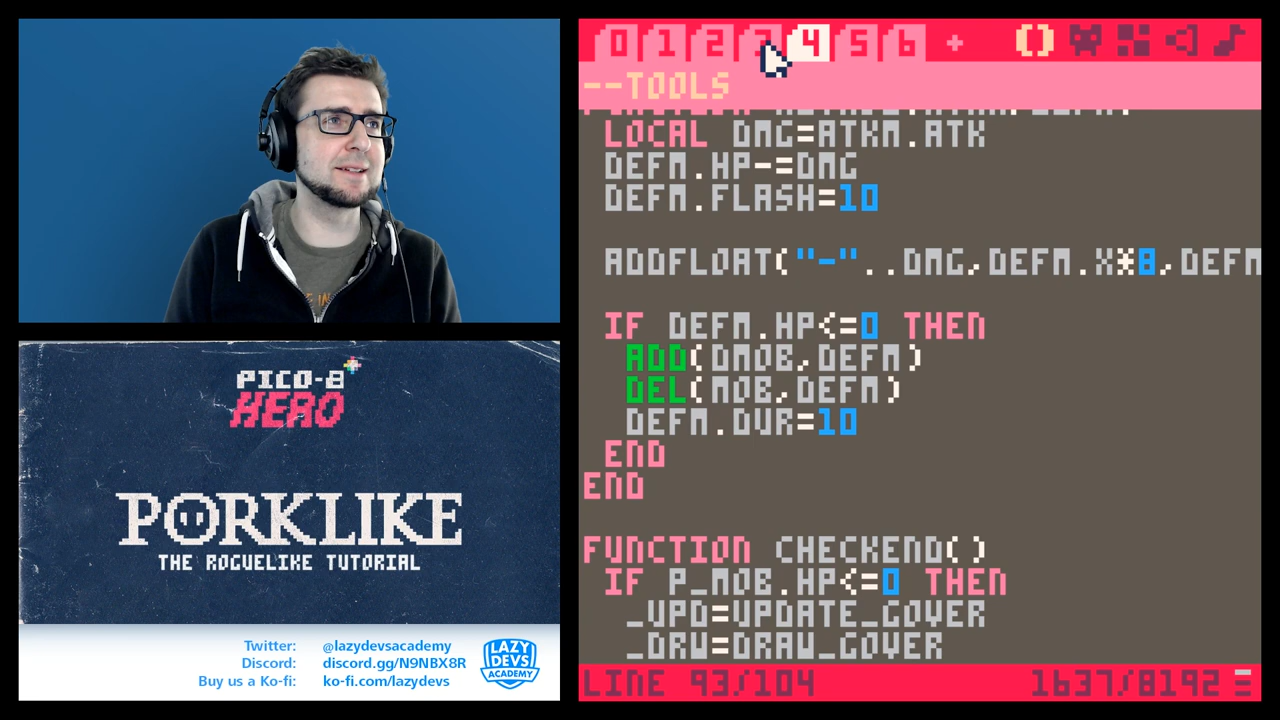 0 1 2 4 5 6 +
--TOOLS
LOCAL DMG=ATKM.ATK
DEFM.HP-=DMG
DEFM.FLASH=10
ADDFLOAT("-"..DMG,DEFM.X*8,DEFM
IF DEFM.HP<=0 THEN
ADD(DMOB,DEFM)
DEL(MOB,DEFM)
DEFM.DUR=10
END
END
FUNCTION CHECKEND()
IF P_MOB.HP<=0 THEN
_UPD=UPDATE_GOVER
_DRW=DRAW_GOVER
LINE 93/104 1637/8192
PICO-8
HERO
PORKLIKE
THE ROGUELIKE TUTORIAL
Twitter: @lazydevsacademy
Discord: discord.gg/N9NBX8R
Buy us a Ko-fi: ko-fi.com/lazydevs
LAZY
DEVS
ACADEMY